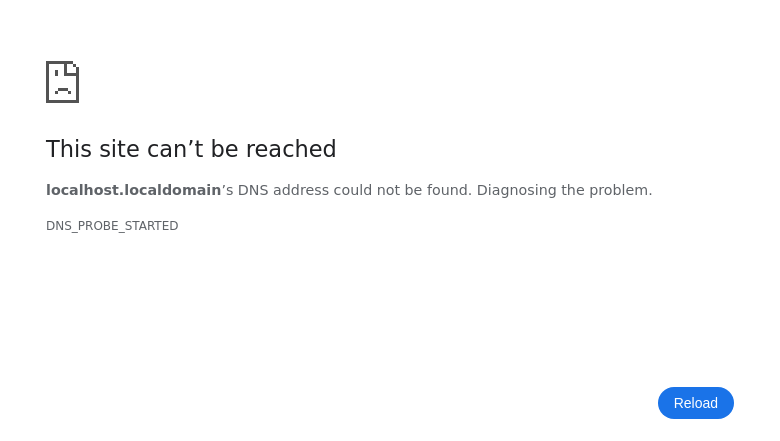 This site can’t be reached
localhost.localdomain’s DNS address could not be found. Diagnosing the problem.
DNS_PROBE_STARTED
Reload